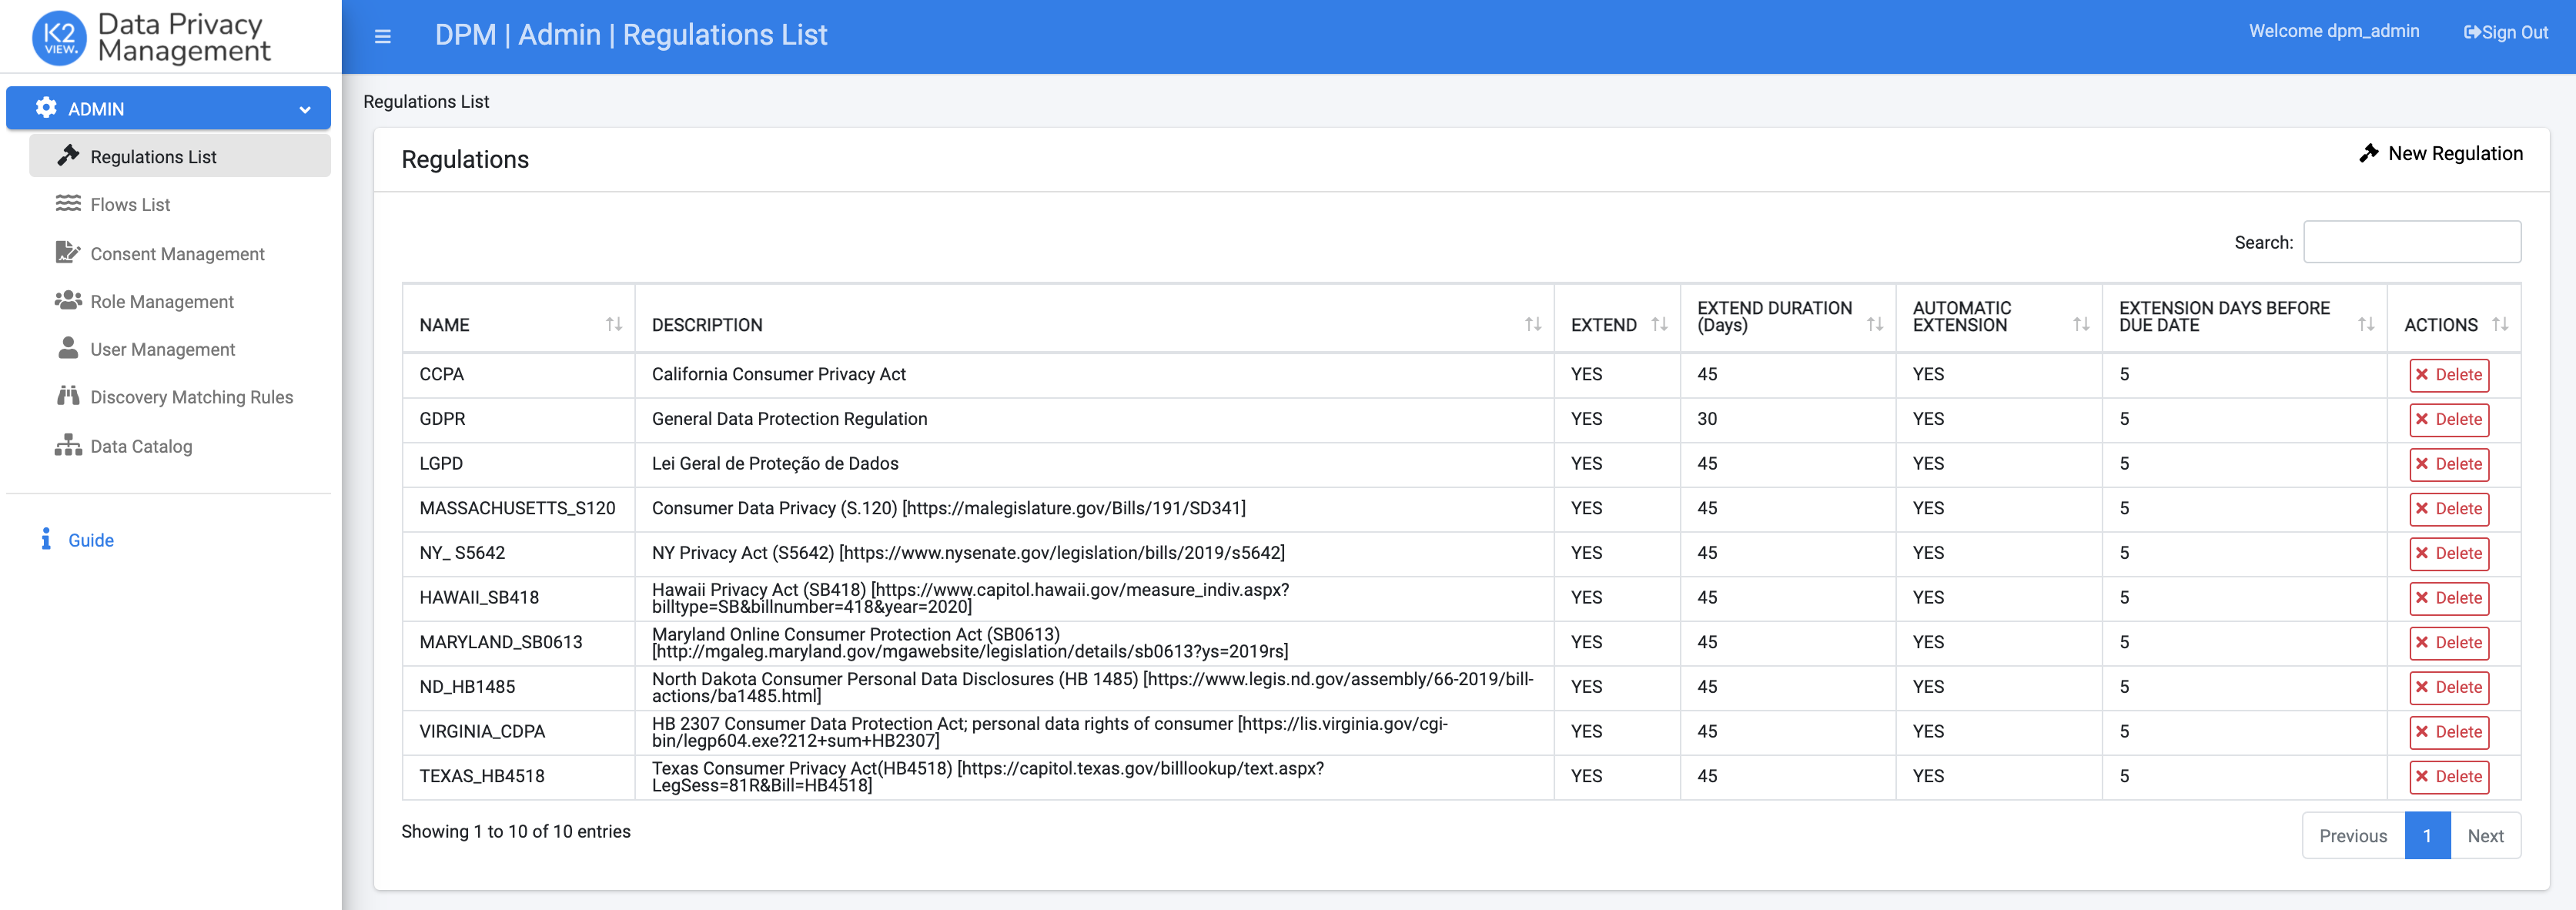 K2 VIEW. Data Privacy Management
DPM | Admin | Regulations List
Welcome dpm_admin
Sign Out
ADMIN
Regulations List
Flows List
Consent Management
Role Management
User Management
Discovery Matching Rules
Data Catalog
Guide
Regulations List
Regulations
New Regulation
Search:
NAME DESCRIPTION EXTEND EXTEND DURATION (Days) AUTOMATIC EXTENSION EXTENSION DAYS BEFORE DUE DATE ACTIONS
CCPA California Consumer Privacy Act YES 45 YES 5 Delete
GDPR General Data Protection Regulation YES 30 YES 5 Delete
LGPD Lei Geral de Proteção de Dados YES 45 YES 5 Delete
MASSACHUSETTS_S120 Consumer Data Privacy (S.120) [https://malegislature.gov/Bills/191/SD341] YES 45 YES 5 Delete
NY_ S5642 NY Privacy Act (S5642) [https://www.nysenate.gov/legislation/bills/2019/s5642] YES 45 YES 5 Delete
HAWAII_SB418 Hawaii Privacy Act (SB418) [https://www.capitol.hawaii.gov/measure_indiv.aspx?
billtype=SB&billnumber=418&year=2020] YES 45 YES 5 Delete
MARYLAND_SB0613 Maryland Online Consumer Protection Act (SB0613)
[http://mgaleg.maryland.gov/mgawebsite/legislation/details/sb0613?ys=2019rs] YES 45 YES 5 Delete
ND_HB1485 North Dakota Consumer Personal Data Disclosures (HB 1485) [https://www.legis.nd.gov/assembly/66-2019/bill-
actions/ba1485.html] YES 45 YES 5 Delete
VIRGINIA_CDPA HB 2307 Consumer Data Protection Act; personal data rights of consumer [https://lis.virginia.gov/cgi-
bin/legp604.exe?212+sum+HB2307] YES 45 YES 5 Delete
TEXAS_HB4518 Texas Consumer Privacy Act(HB4518) [https://capitol.texas.gov/billlookup/text.aspx?
LegSess=81R&Bill=HB4518] YES 45 YES 5 Delete
Showing 1 to 10 of 10 entries
Previous 1 Next